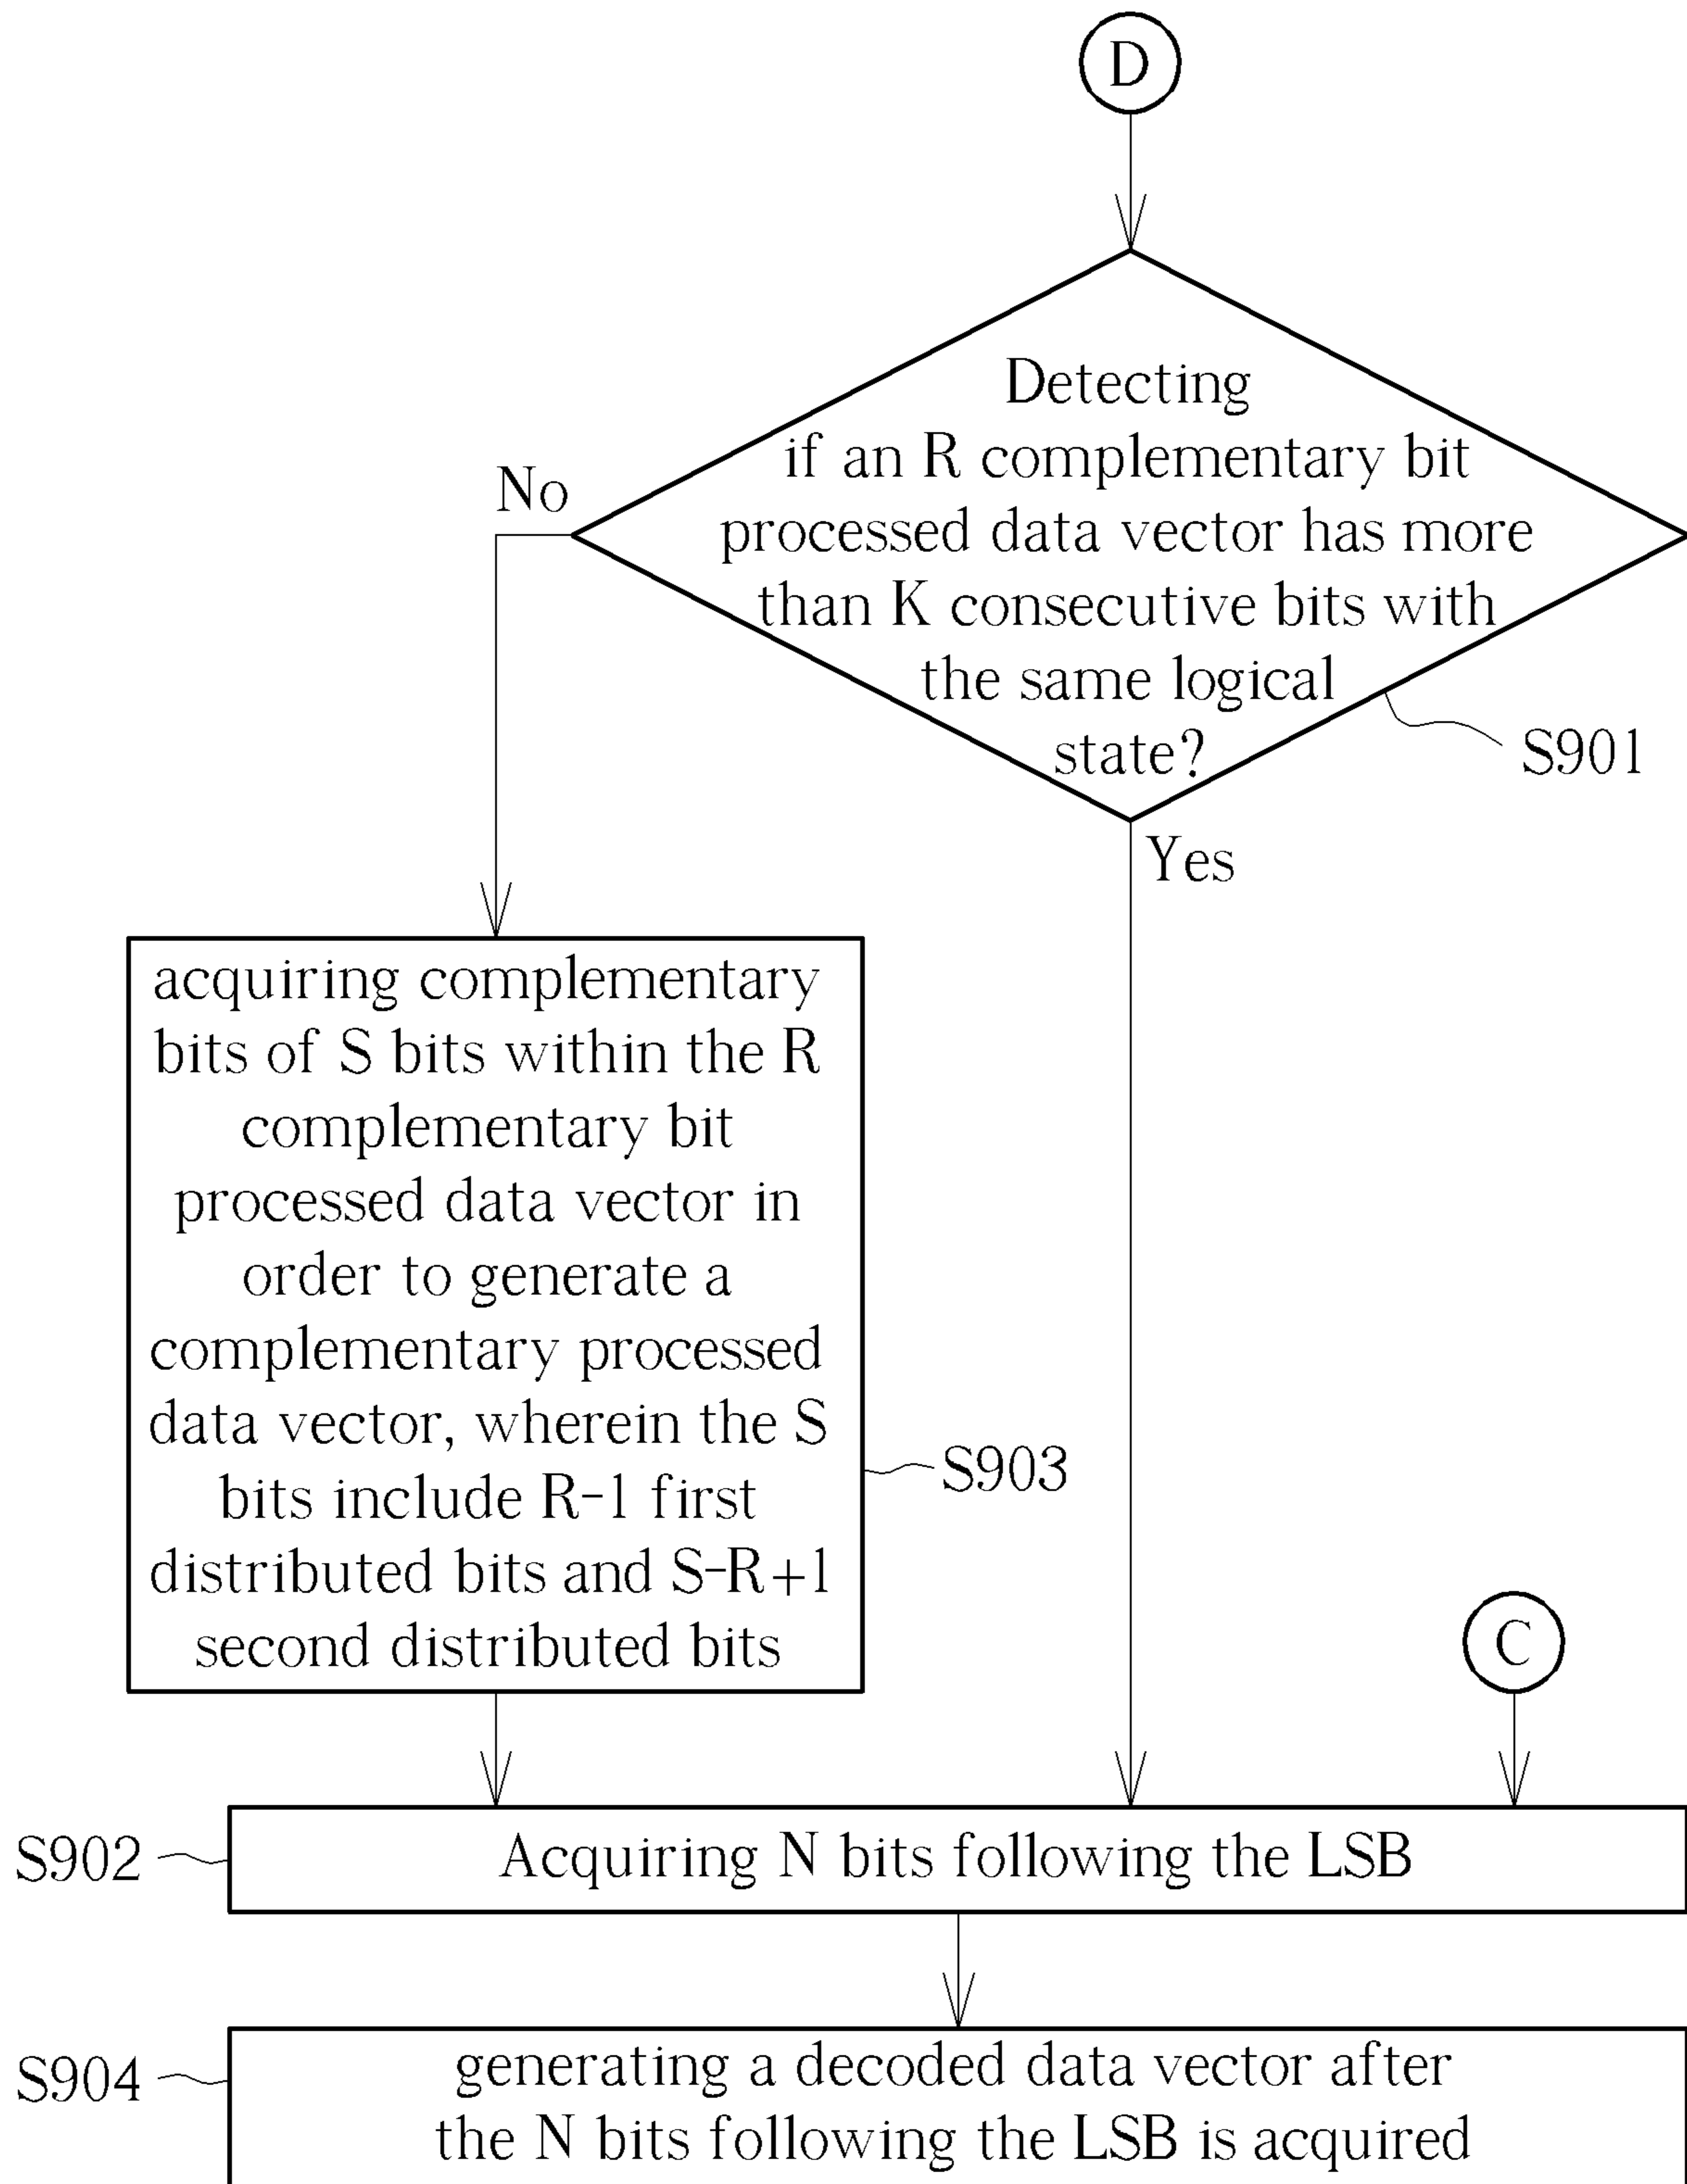 D
Detecting
if an R complementary bit
processed data vector has more
than K consecutive bits with
the same logical
state?
No
S901
Yes
acquiring complementary
bits of S bits within the R
complementary bit
processed data vector in
order to generate a
complementary processed
data vector, wherein the S
bits include R-1 first
distributed bits and S-R+1
second distributed bits
S903
C
S902
Acquiring N bits following the LSB
S904
generating a decoded data vector after
the N bits following the LSB is acquired